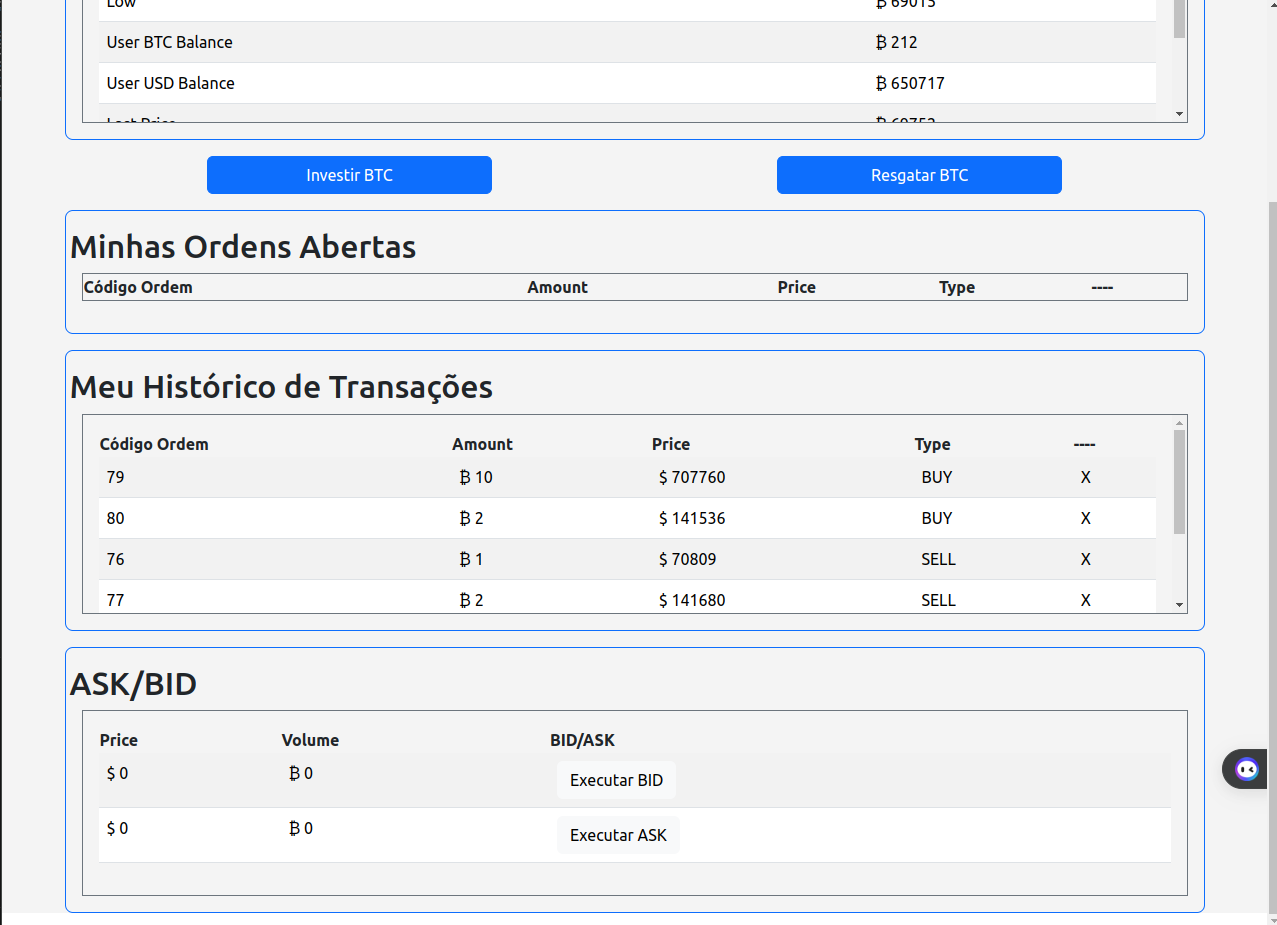 Low ₿ 69015
User BTC Balance ₿ 212
User USD Balance ₿ 650717
Last Price ₿ 69752
Investir BTC Resgatar BTC
Minhas Ordens Abertas
Código Ordem Amount Price Type ----
Meu Histórico de Transações
Código Ordem Amount Price Type ----
79 ₿ 10 $ 707760 BUY X
80 ₿ 2 $ 141536 BUY X
76 ₿ 1 $ 70809 SELL X
77 ₿ 2 $ 141680 SELL X
ASK/BID
Price Volume BID/ASK
$ 0 ₿ 0 Executar BID
$ 0 ₿ 0 Executar ASK